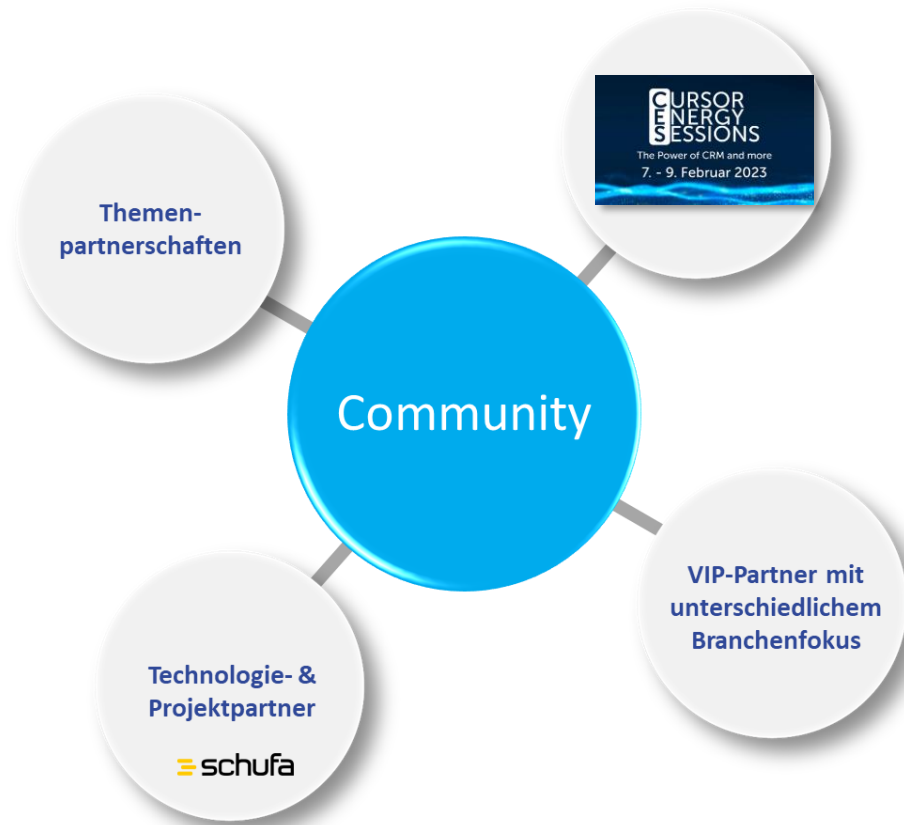 CURSOR
ENERGY
SESSIONS
The Power of CRM and more
7. - 9. Februar 2023
Themen-
partnerschaften
Community
VIP-Partner mit
unterschiedlichem
Branchenfokus
Technologie- &
Projektpartner
schufa